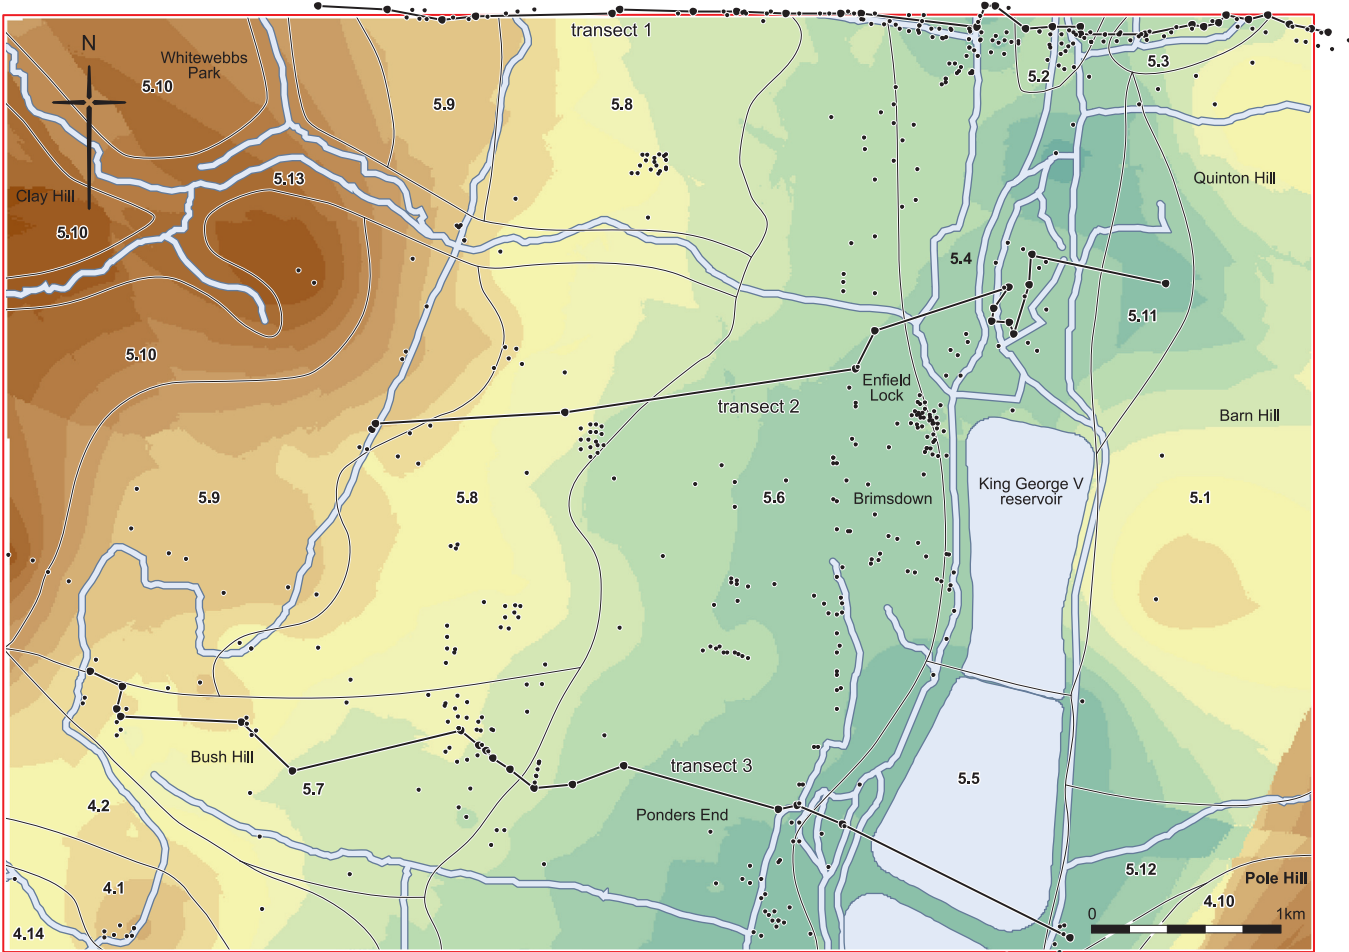 transect 1
N
Whitewebbs
Park
5.10
5.9
5.8
5.2
5.3
5.13
Clay Hill
5.10
Quinton Hill
5.4
5.11
5.10
Enfield
Lock
transect 2
Barn Hill
5.9
5.8
5.6
Brimsdown
King George V
reservoir
5.1
Bush Hill
5.7
transect 3
5.5
Ponders End
4.2
4.1
5.12
Pole Hill
4.10
4.14
0
1km